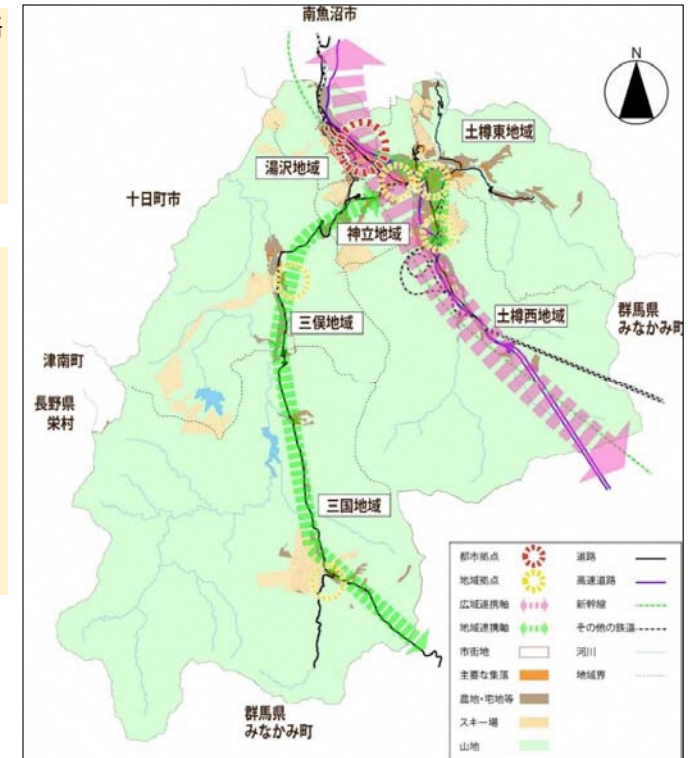 南魚沼市
N
土樽東地域
湯沢地域
十日町市
神立地域
群馬県
みなかみ町
土樽西地域
三俣地域
津南町
長野県
栄村
三国地域
都市拠点
道路
地域拠点
高速道路
広域連携軸
新幹線
地域連携軸
その他の鉄道
市街地
河川
主要な集落
地域界
農地・宅地等
スキー場
山地
群馬県
みなかみ町